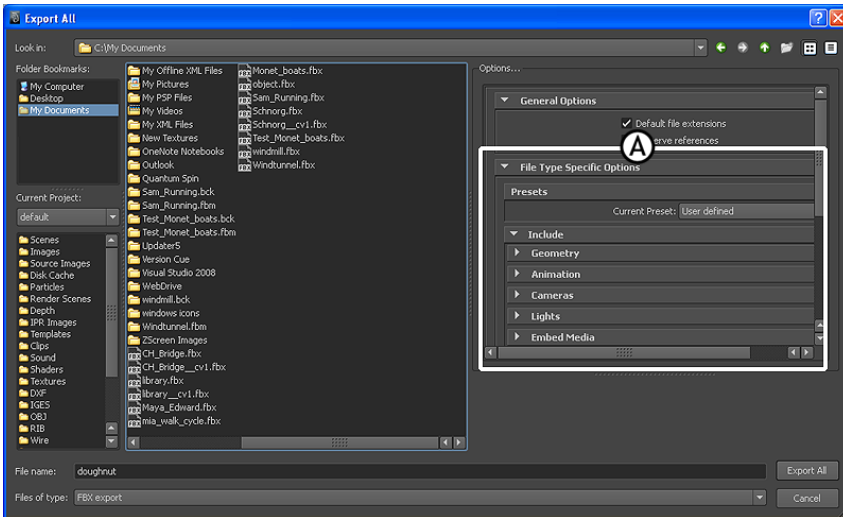 Export All
Look in:
C:\My Documents
Folder Bookmarks:
My Computer
Desktop
My Documents
Current Project:
default
Scenes
Images
Source Images
Disk Cache
Particles
Render Scenes
Depth
IPR Images
Templates
Clips
Sound
Shaders
Textures
DXF
IGES
OBJ
RIB
Wire
My Offline XML Files
My Pictures
My PSP Files
My Videos
My XML Files
New Textures
OneNote Notebooks
Outlook
Quantum Spin
Sam_Running.bck
Sam_Running.fbm
Test_Monet_boats.bck
Test_Monet_boats.fbm
Updater5
Version Cue
Visual Studio 2008
WebDrive
windmill.bck
windows icons
Windtunnel.fbm
ZScreen Images
CH_Bridge.fbx
CH_Bridge__cv1.fbx
library.fbx
library__cv1.fbx
Maya_Edward.fbx
mia_walk_cycle.fbx
Monet_boats.fbx
object.fbx
Sam_Running.fbx
Schnorg.fbx
Schnorg__cv1.fbx
Test_Monet_boats.fbx
windmill.fbx
Windtunnel.fbx
Options...
General Options
Default file extensions
A
erve references
File Type Specific Options
Presets
Current Preset: User defined
Include
Geometry
Animation
Cameras
Lights
Embed Media
File name: doughnut
Export All
Files of type: FBX export
Cancel